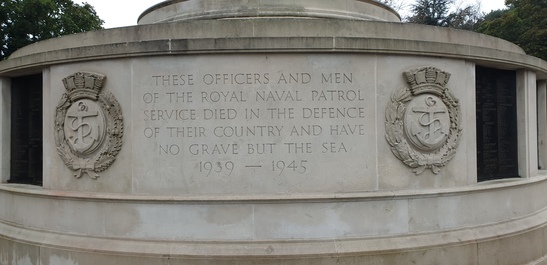 THESE OFFICERS AND MEN
OF THE ROYAL NAVAL PATROL
SERVICE DIED IN THE DEFENCE
OF THEIR COUNTRY AND HAVE
NO GRAVE BUT THE SEA
1939 — 1945